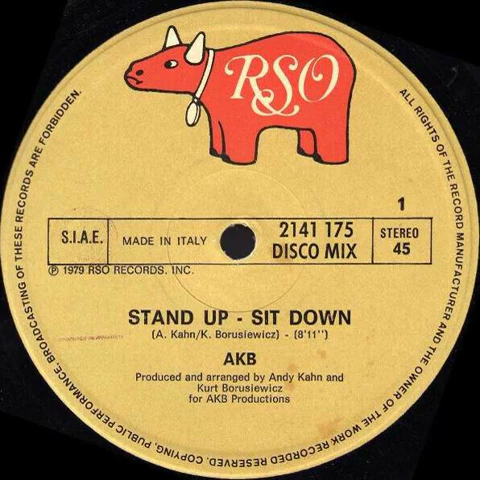 RSO
ALL RIGHTS OF THE RECORD MANUFACTURER AND THE OWNER OF THE WORK REPRODUCED RESERVED. COPYING, PUBLIC PERFORMANCE, BROADCASTING OF THESE RECORDS ARE FORBIDDEN.
1
S.I.A.E.
MADE IN ITALY
2141 175
DISCO MIX
STEREO
45
℗ 1979 RSO RECORDS. INC.
STAND UP - SIT DOWN
(A. Kahn/K. Borusiewicz) - (8'11'')
AKB
Produced and arranged by Andy Kahn and
Kurt Borusiewicz
for AKB Productions